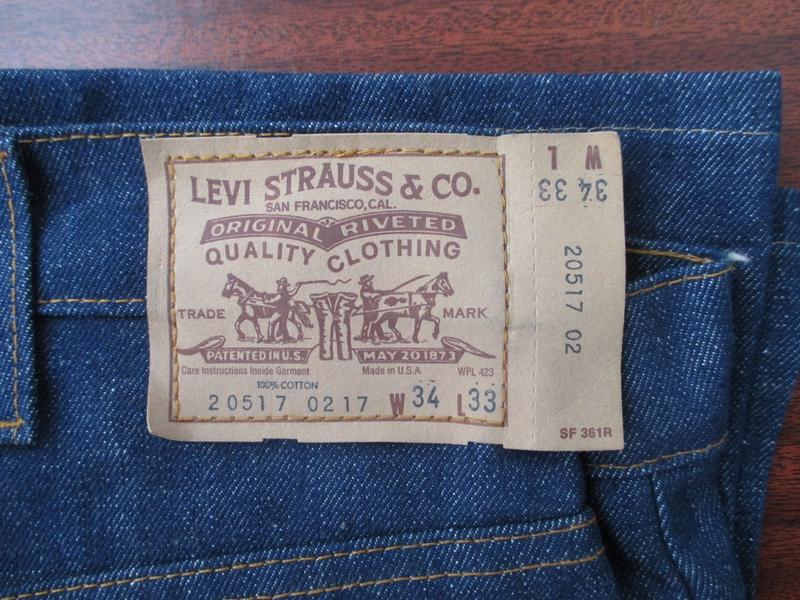 LEVI STRAUSS & CO.
SAN FRANCISCO, CAL.
ORIGINAL RIVETED
QUALITY CLOTHING
TRADE MARK
PATENTED IN U.S. MAY 20 1873
Care Instructions Inside Garment Made in U.S.A WPL 423
100% COTTON
20517 0217 W 34 L 33
W L
34 33
20517 02
SF 361R